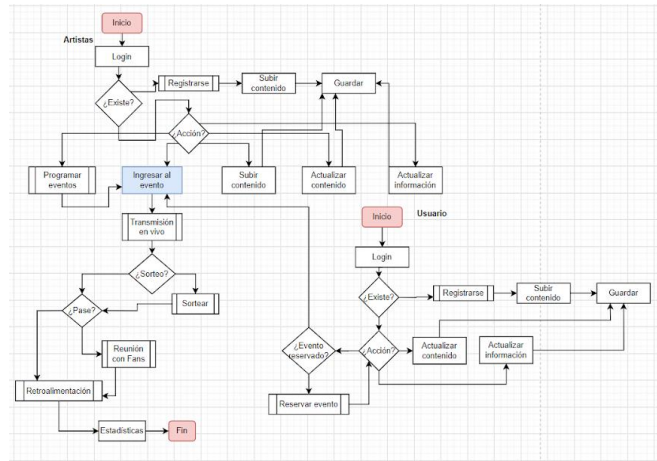 Inicio
Artistas
Login
¿Existe?
Registrarse
Subir
contenido
Guardar
¿Acción?
Programar
eventos
Ingresar al
evento
Subir
contenido
Actualizar
contenido
Actualizar
información
Transmisión
en vivo
¿Sorteo?
Sortear
¿Pase?
Reunión
con Fans
Retroalimentación
Estadísticas
Fin
Inicio
Usuario
Login
¿Existe?
Registrarse
Subir
contenido
Guardar
¿Evento
reservado?
¿Acción?
Actualizar
contenido
Actualizar
información
Reservar evento